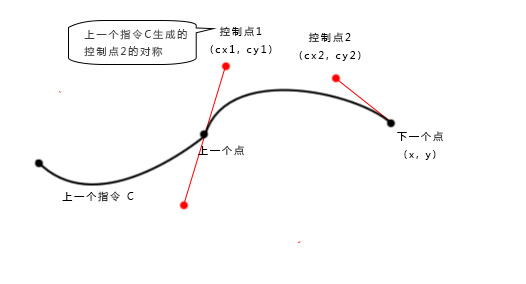 上一个指令C生成的
控制点2的对称
控制点1
(cx1, cy1)
控制点2
(cx2, cy2)
上一个点
下一个点
(x, y)
上一个指令 C